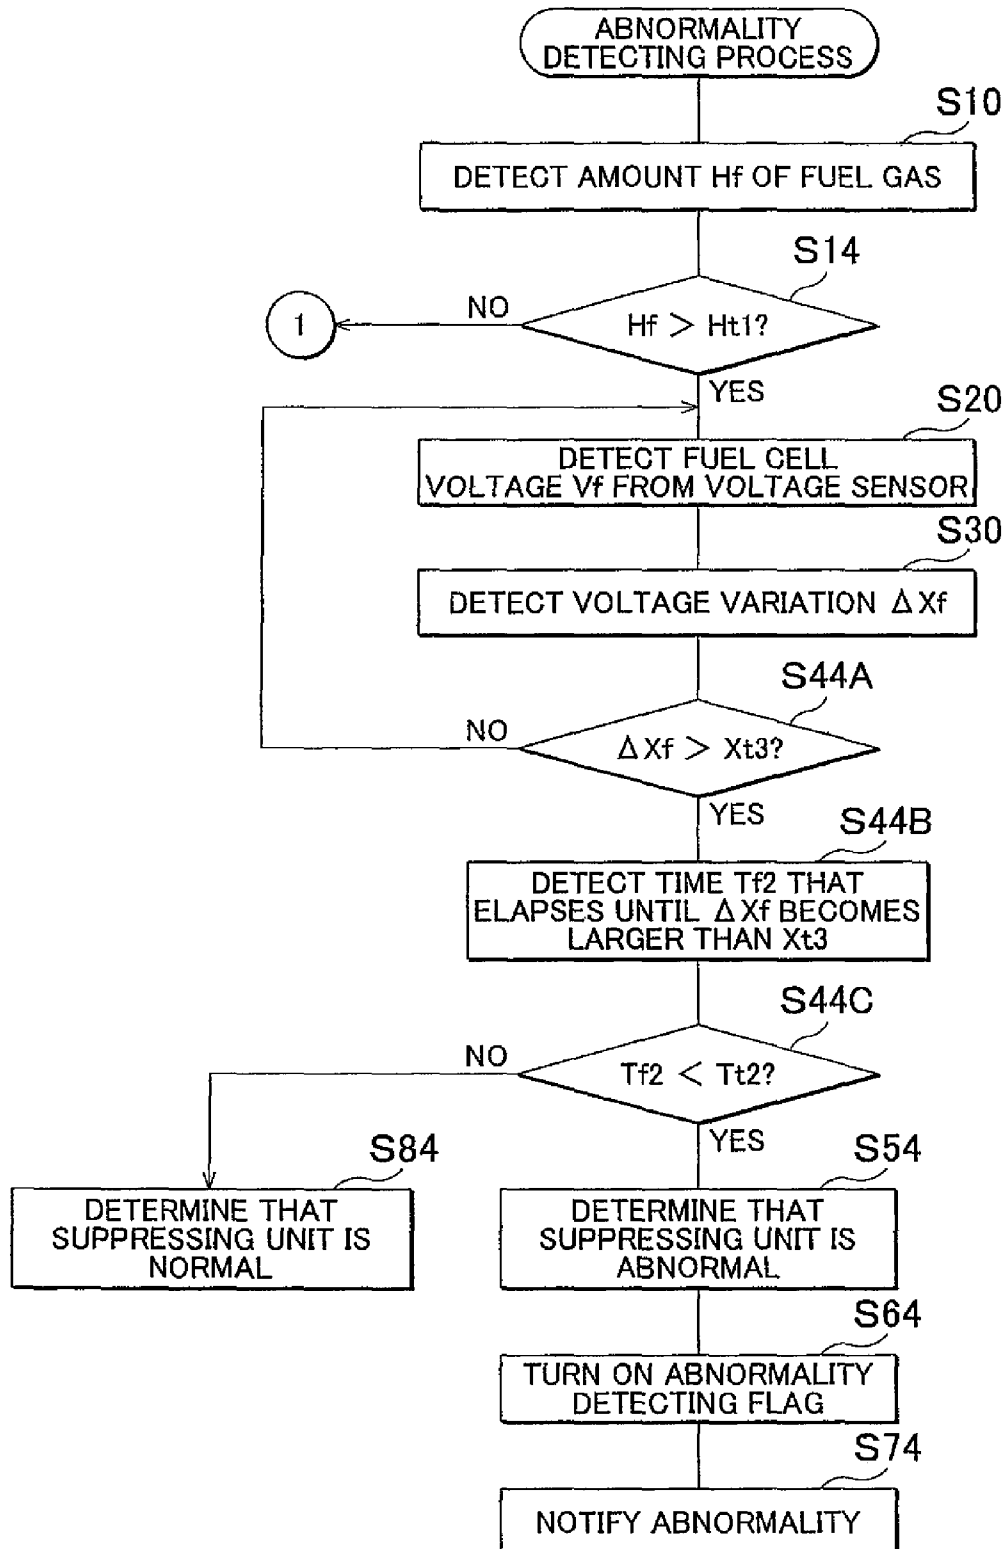 ABNORMALITY
DETECTING PROCESS
S10
DETECT AMOUNT Hf OF FUEL GAS
S14
Hf > Ht1?
NO
1
YES
S20
DETECT FUEL CELL
VOLTAGE Vf FROM VOLTAGE SENSOR
S30
DETECT VOLTAGE VARIATION ΔXf
S44A
ΔXf > Xt3?
NO
YES
S44B
DETECT TIME Tf2 THAT
ELAPSES UNTIL ΔXf BECOMES
LARGER THAN Xt3
S44C
Tf2 < Tt2?
NO
YES
S84
DETERMINE THAT
SUPPRESSING UNIT IS
NORMAL
S54
DETERMINE THAT
SUPPRESSING UNIT IS
ABNORMAL
S64
TURN ON ABNORMALITY
DETECTING FLAG
S74
NOTIFY ABNORMALITY